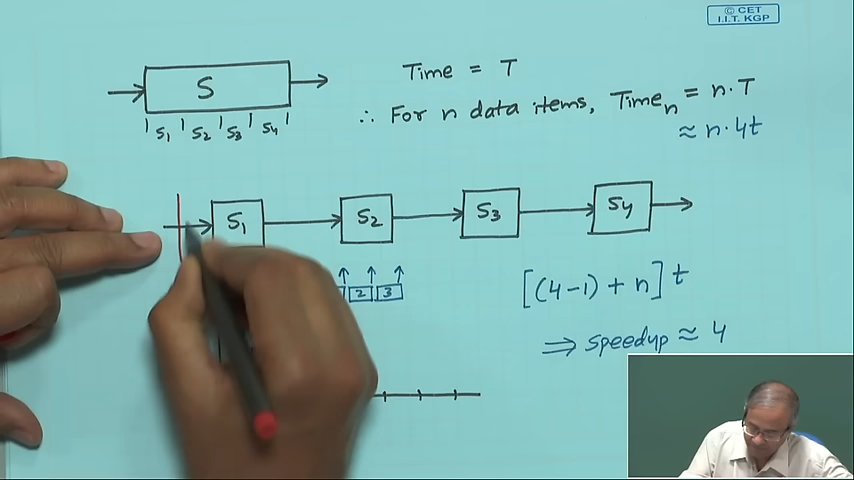 © CET
I.I.T. KGP
S
Time = T
∴ For n data items, Timeₙ = n·T
≈ n·4t
S₁ S₂ S₃ S₄
S₁ S₂ S₃ S₄
2 3
[(4-1) + n] t
⇒ speedup ≈ 4